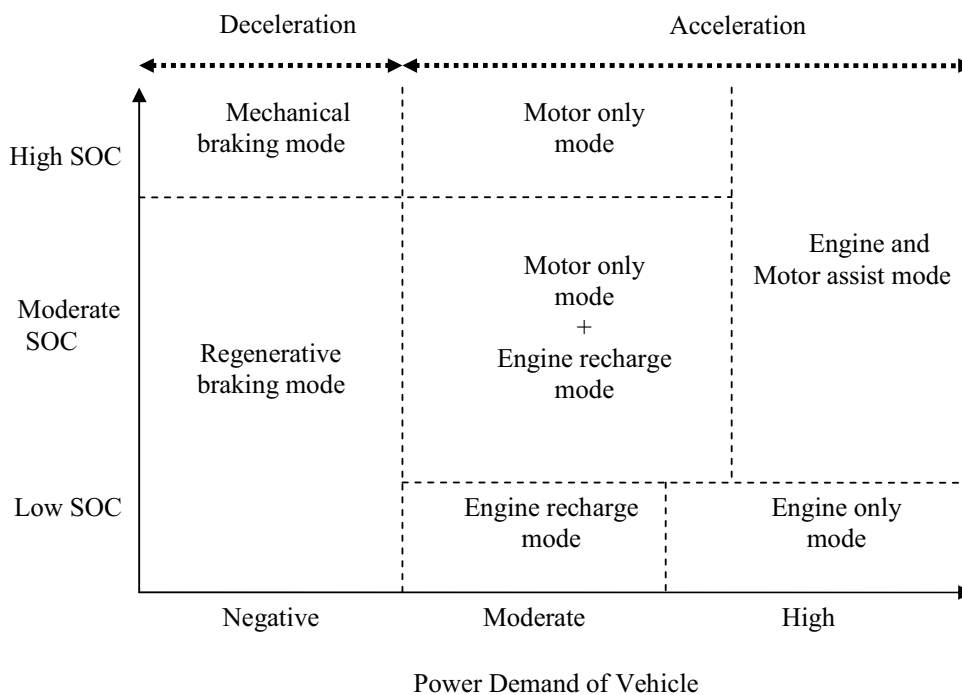 Deceleration
Acceleration
Mechanical
braking mode
Motor only
mode
High SOC
Engine and
Motor assist mode
Motor only
mode
+
Engine recharge
mode
Moderate
SOC
Regenerative
braking mode
Low SOC
Engine recharge
mode
Engine only
mode
Negative
Moderate
High
Power Demand of Vehicle